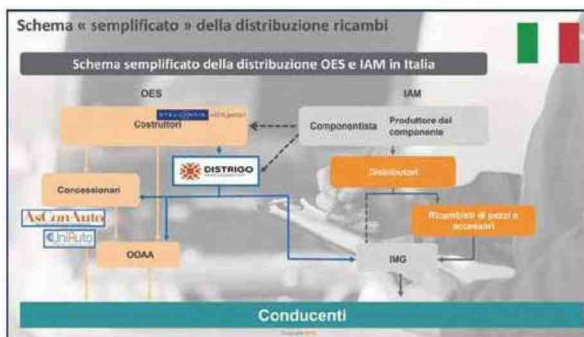 Schema « semplificato » della distribuzione ricambi
Schema semplificato della distribuzione OES e IAM in Italia
OES
IAM
Costruttori
Componentista
Produttore del
componente
DISTRIGO
Distributori
Concessionari
AsConAuto
UniAuto
Ricambisti di pezzi e
accessori
OOAA
IMG
Conducenti